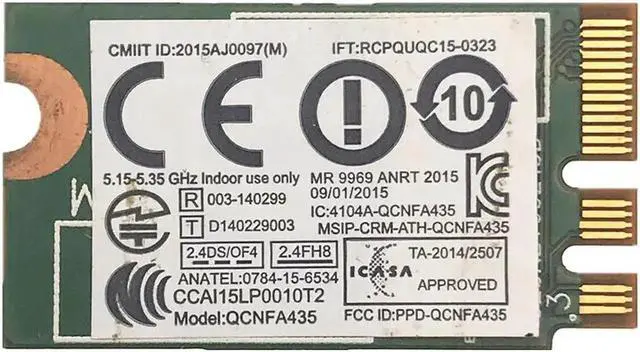 CMIIT ID:2015AJ0097(M)
IFT:RCPQUQC15-0323
CE
10
5.15-5.35 GHz Indoor use only
MR 9969 ANRT 2015
09/01/2015
R 003-140299
IC:4104A-QCNFA435
T D140229003
MSIP-CRM-ATH-QCNFA435
2.4DS/OF4
2.4FH8
TA-2014/2507
ICASA
APPROVED
ANATEL:0784-15-6534
CCAI15LP0010T2
Model:QCNFA435
FCC ID:PPD-QCNFA435
M
.3